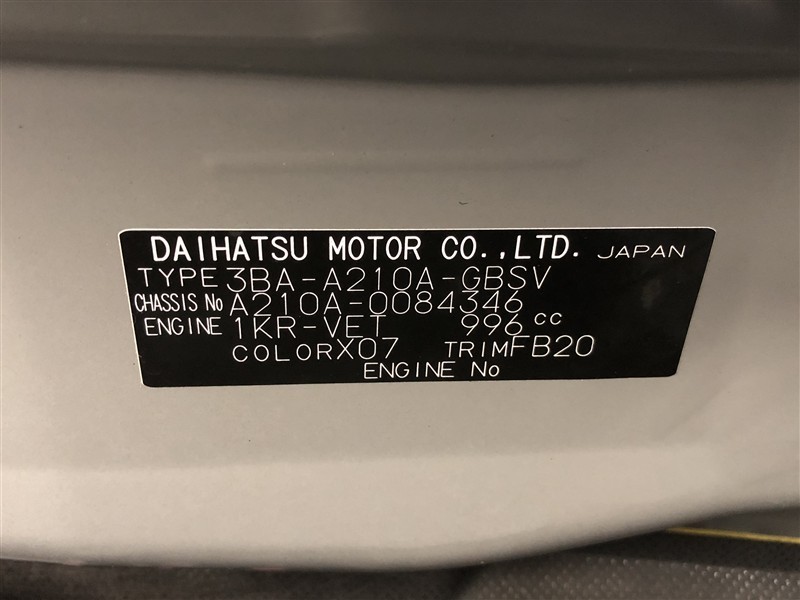 DAIHATSU MOTOR CO.,LTD. JAPAN
TYPE 3BA-A210A-GBSV
CHASSIS No A210A-0084346
ENGINE 1KR-VET 996 cc
COLOR X07 TRIM FB20
ENGINE No